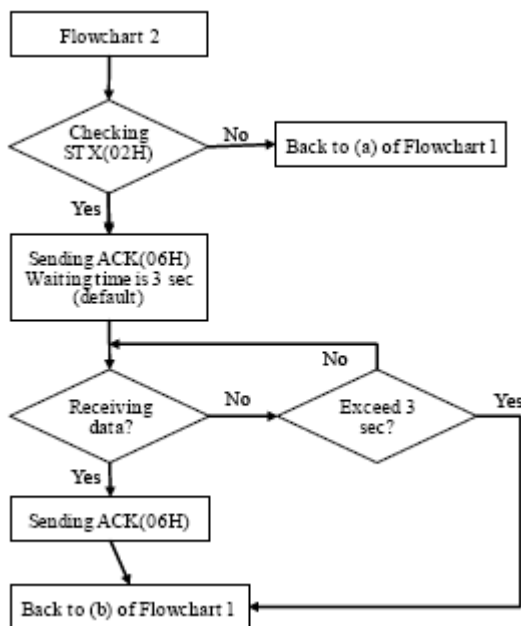 Flowchart 2
Checking
STX(02H)
No
Back to (a) of Flowchart 1
Yes
Sending ACK(06H)
Waiting time is 3 sec
(default)
No
Receiving
data?
No
Exceed 3
sec?
Yes
Yes
Sending ACK(06H)
Back to (b) of Flowchart 1